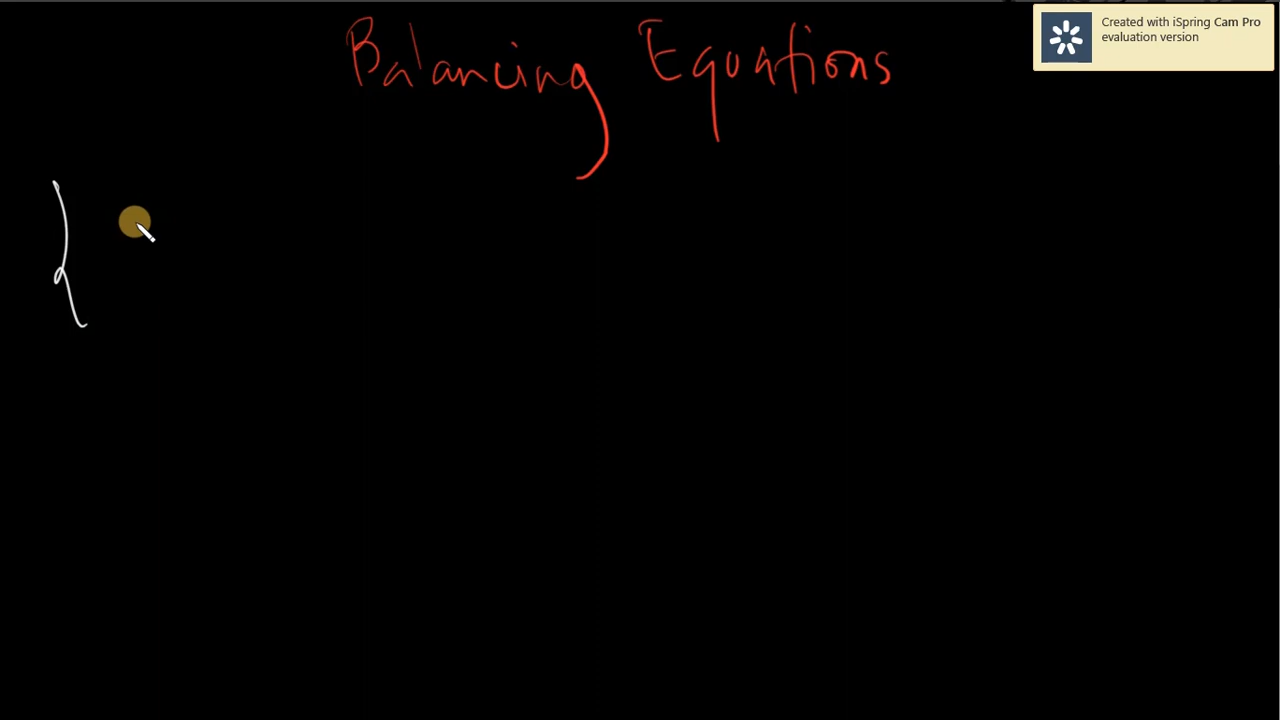 Balancing Equations
Created with iSpring Cam Pro
evaluation version